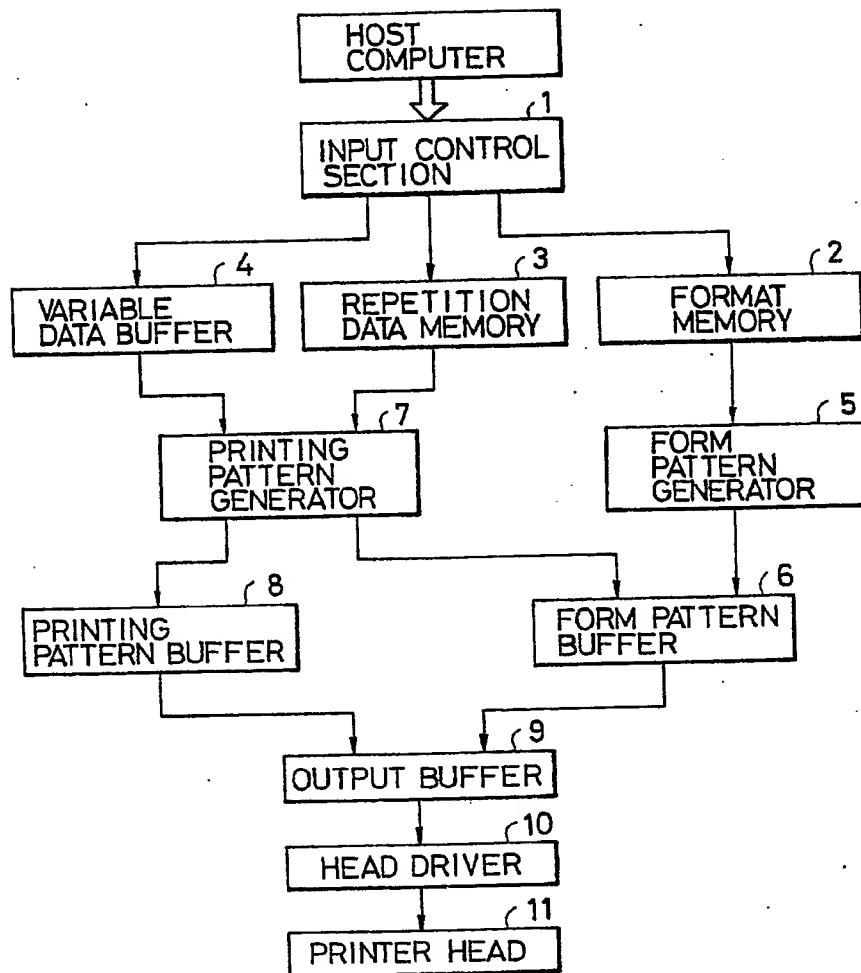 HOST
COMPUTER
1
INPUT CONTROL
SECTION
4
VARIABLE
DATA BUFFER
3
REPETITION
DATA MEMORY
2
FORMAT
MEMORY
7
PRINTING
PATTERN
GENERATOR
5
FORM
PATTERN
GENERATOR
8
PRINTING
PATTERN BUFFER
6
FORM PATTERN
BUFFER
9
OUTPUT BUFFER
10
HEAD DRIVER
11
PRINTER HEAD